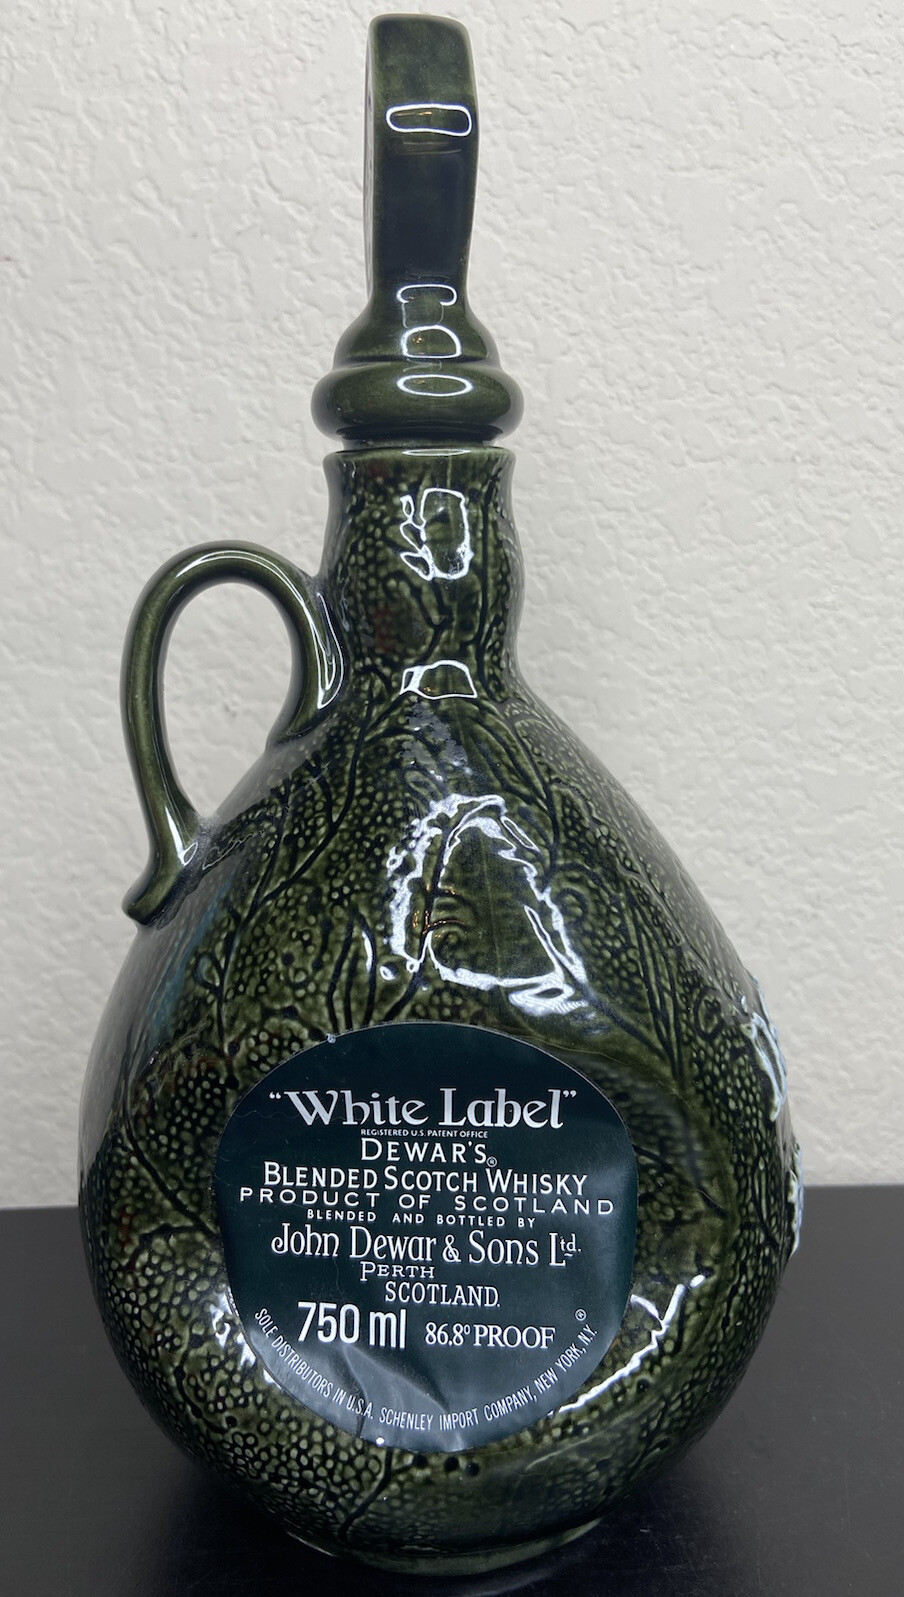 "White Label"
REGISTERED U.S. PATENT OFFICE
DEWAR'S®
BLENDED SCOTCH WHISKY
PRODUCT OF SCOTLAND
BLENDED AND BOTTLED BY
John Dewar & Sons Ltd.
PERTH
SCOTLAND.
750 ml 86.8° PROOF ®
SOLE DISTRIBUTORS IN U.S.A. SCHENLEY IMPORT COMPANY, NEW YORK, N.Y.